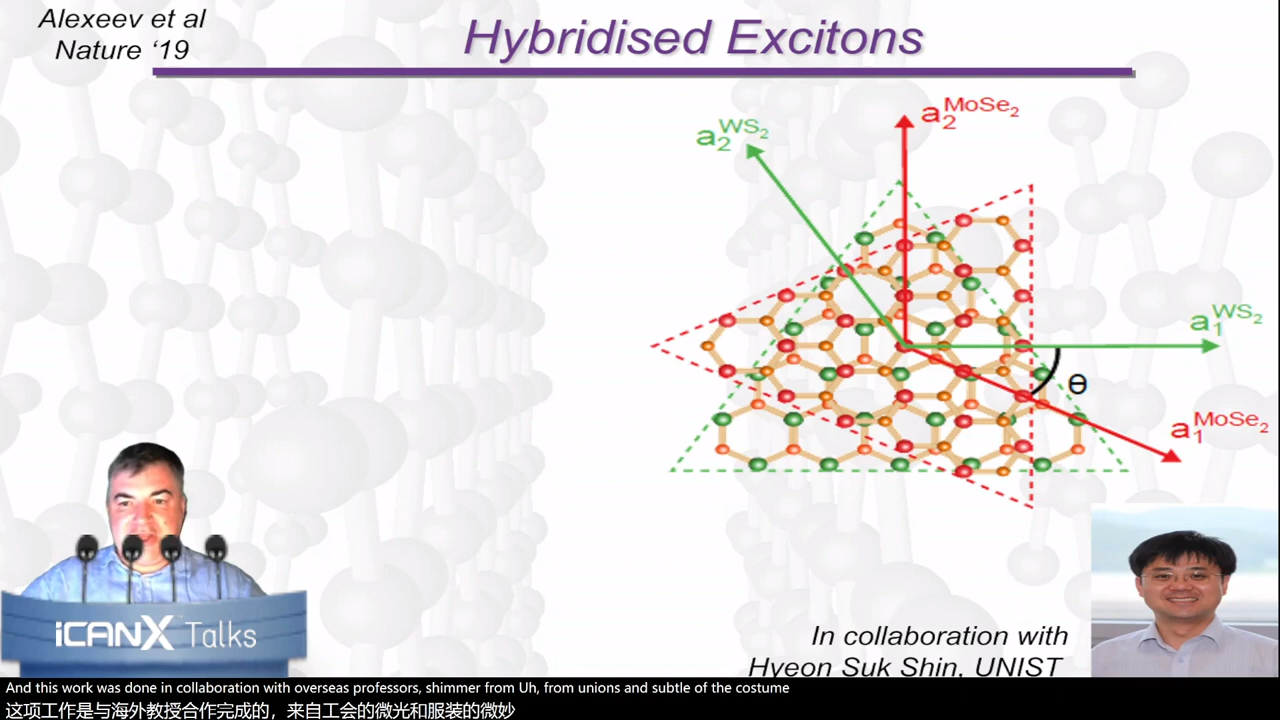 Alexeev et al
Nature ‘19
Hybridised Excitons
a2MoSe2
a2WS2
a1WS2
Θ
a1MoSe2
iCANX Talks
In collaboration with
Hyeon Suk Shin, UNIST
And this work was done in collaboration with overseas professors, shimmer from Uh, from unions and subtle of the costume
这项工作是与海外教授合作完成的，来自工会的微光和服装的微妙